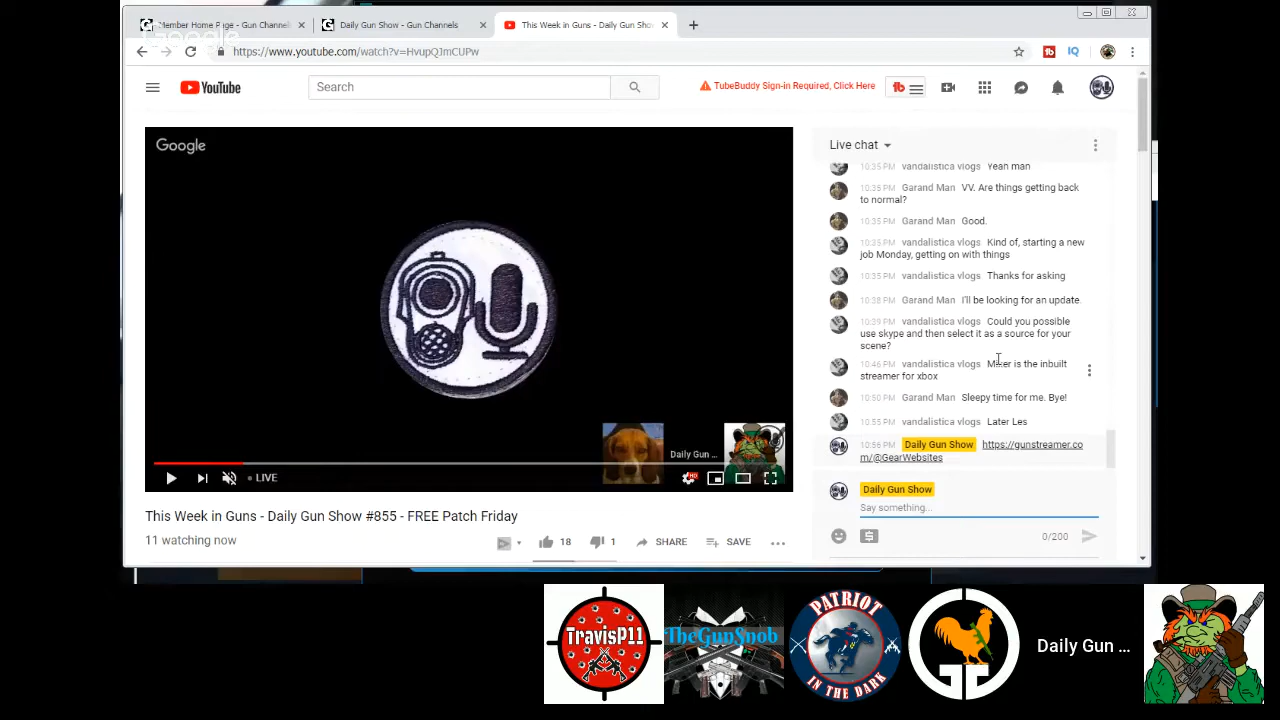 Member Home Page - Gun Channels
Daily Gun Show - Gun Channels
This Week in Guns - Daily Gun Sho
Google
https://www.youtube.com/watch?v=HvupQJmCUPw
YouTube
Search
TubeBuddy Sign-in Required, Click Here
Google
Live chat
10:35 PM vandalistica vlogs Yeah man
Garand Man VV. Are things getting back
to normal?
10:35 PM Garand Man Good.
10:35 PM vandalistica vlogs Kind of, starting a new
job Monday, getting on with things
10:35 PM vandalistica vlogs Thanks for asking
10:38 PM Garand Man I'll be looking for an update.
10:39 PM vandalistica vlogs Could you possible
use skype and then select it as a source for your
scene?
10:46 PM vandalistica vlogs Mixer is the inbuilt
streamer for xbox
10:50 PM Garand Man Sleepy time for me. Bye!
10:55 PM vandalistica vlogs Later Les
10:56 PM Daily Gun Show https://gunstreamer.co
m/@GearWebsites
Daily Gun Show
Say something...
0/200
Daily Gun ...
LIVE
HD
This Week in Guns - Daily Gun Show #855 - FREE Patch Friday
11 watching now
18
1
SHARE
SAVE
TravisP11
TheGunSnob
PATRIOT
IN THE DARK
Daily Gun ...